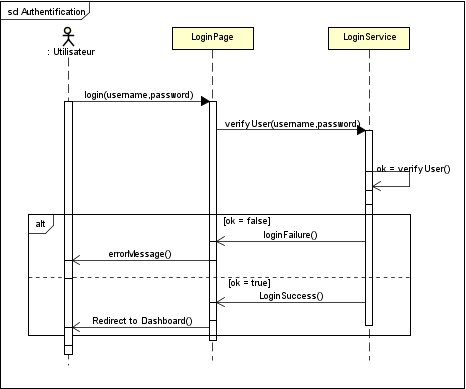 sd Authentification
LoginPage
LoginService
: Utilisateur
login(username,password)
verify User(username,password)
ok = verify User()
alt
[ok = false]
loginFailure()
errorMessage()
[ok = true]
LoginSuccess()
Redirect to Dashboard()